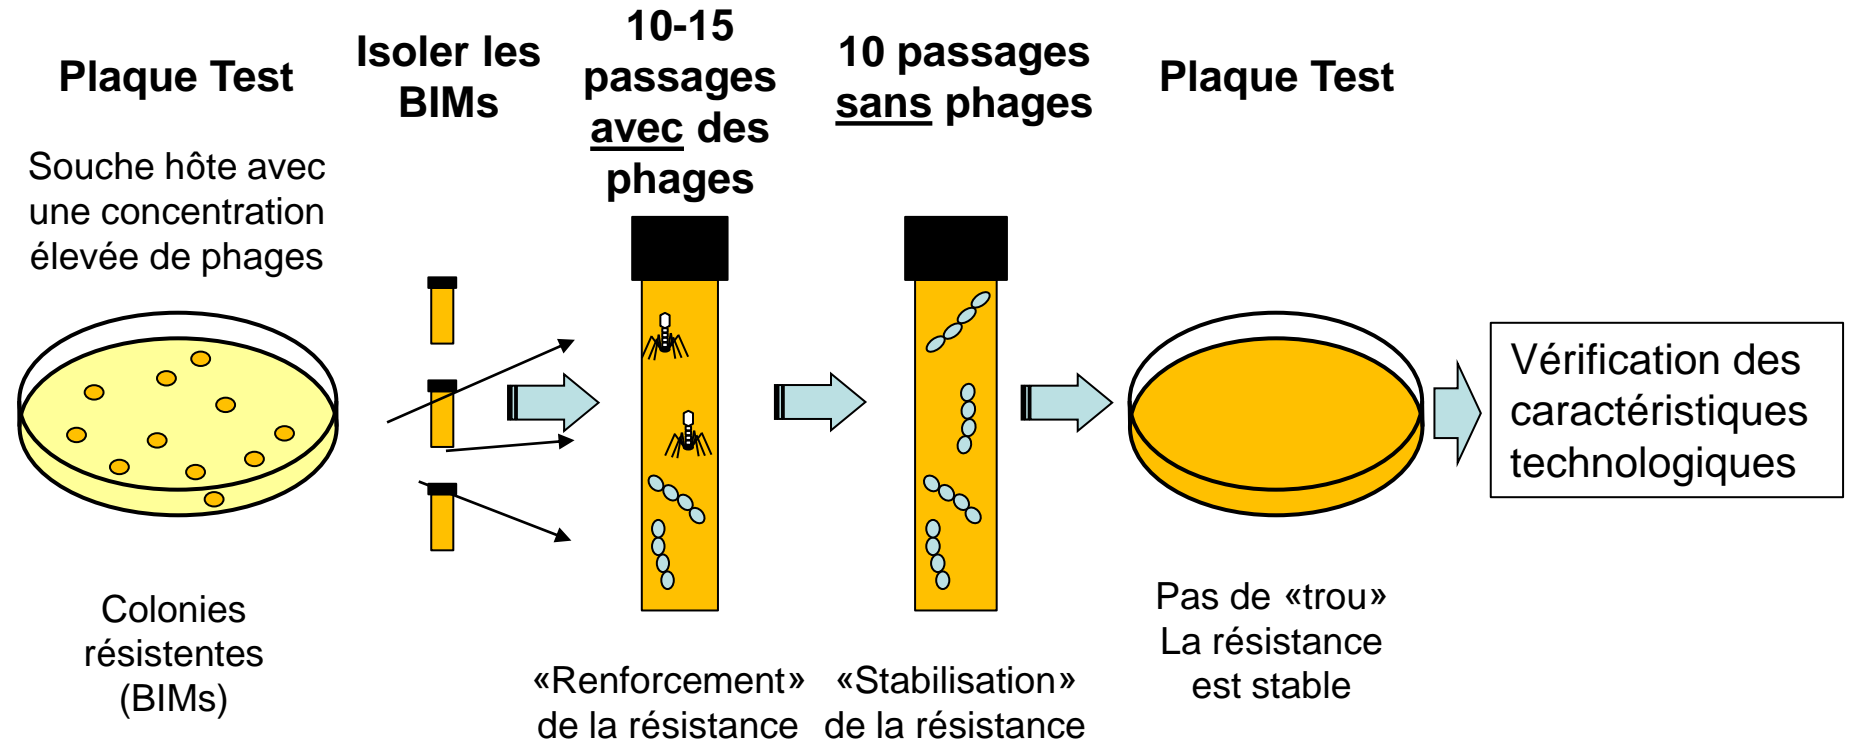 Plaque Test
Souche hôte avec
une concentration
élevée de phages
Colonies
résistentes
(BIMs)
Isoler les
BIMs
10-15
passages
avec des
phages
«Renforcement»
de la résistance
10 passages
sans phages
«Stabilisation»
de la résistance
Plaque Test
Pas de «trou»
La résistance
est stable
Vérification des
caractéristiques
technologiques